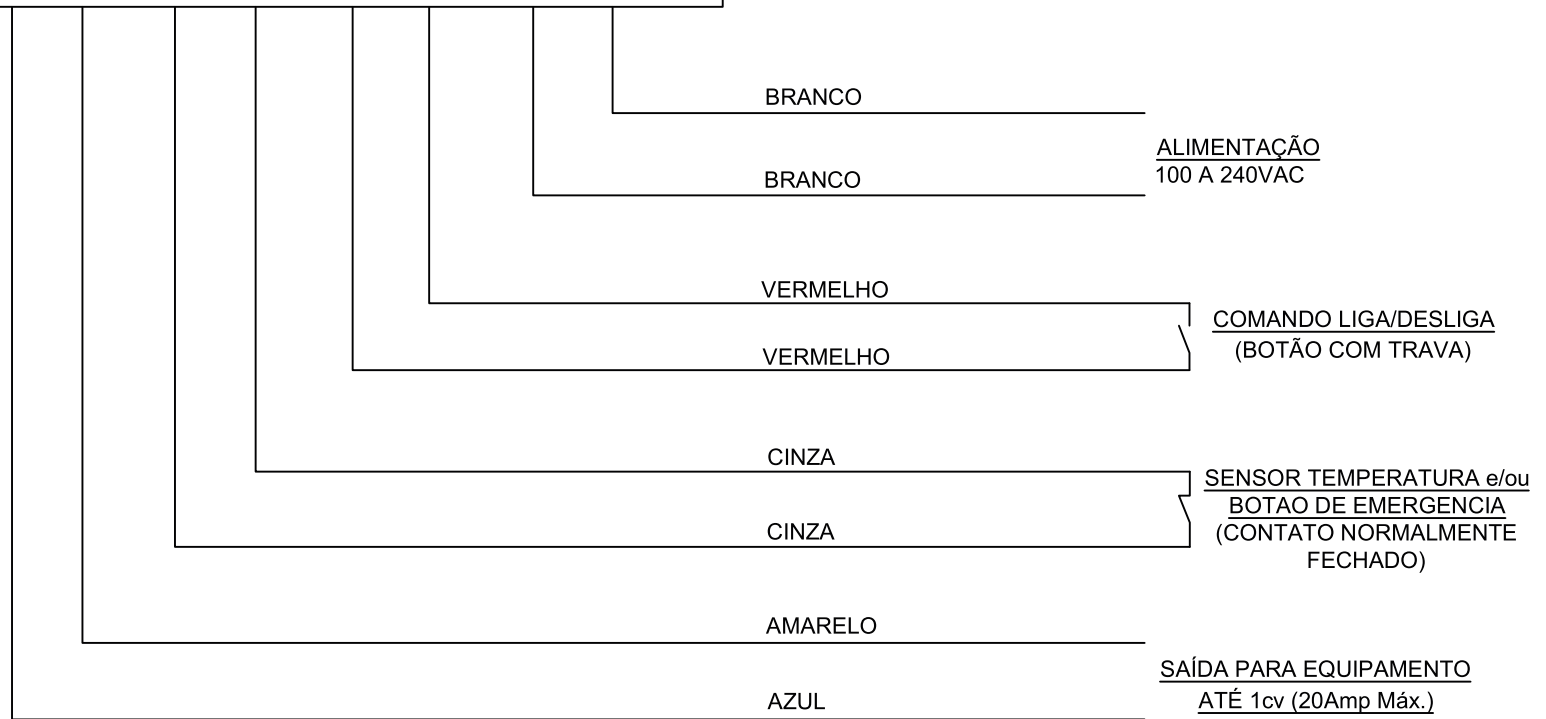 BRANCO
ALIMENTAÇÃO
100 A 240VAC
BRANCO
VERMELHO
COMANDO LIGA/DESLIGA
(BOTÃO COM TRAVA)
VERMELHO
CINZA
SENSOR TEMPERATURA e/ou
BOTAO DE EMERGENCIA
(CONTATO NORMALMENTE
FECHADO)
CINZA
AMARELO
SAÍDA PARA EQUIPAMENTO
ATÉ 1cv (20Amp Máx.)
AZUL